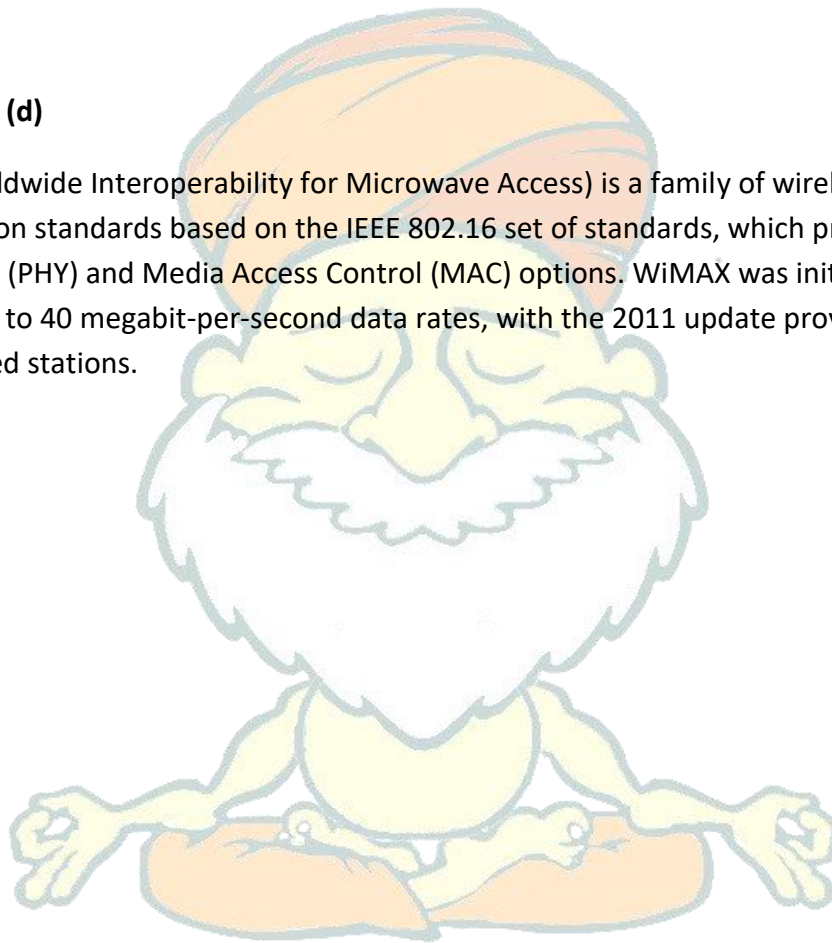 (d)
ldwide Interoperability for Microwave Access) is a family of wirel
on standards based on the IEEE 802.16 set of standards, which pr
(PHY) and Media Access Control (MAC) options. WiMAX was init
to 40 megabit-per-second data rates, with the 2011 update prov
ed stations.